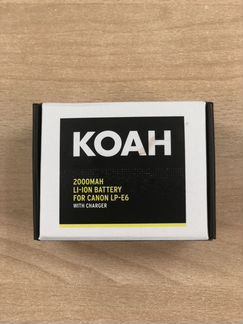 KOAH
2000MAH
LI-ION BATTERY
FOR CANON LP-E6
WITH CHARGER